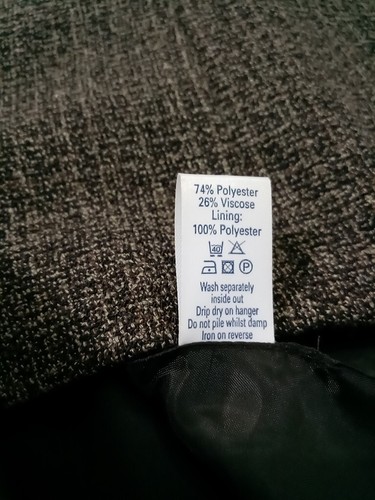 74% Polyester
26% Viscose
Lining:
100% Polyester
40
P
Wash separately
inside out
Drip dry on hanger
Do not pile whilst damp
Iron on reverse